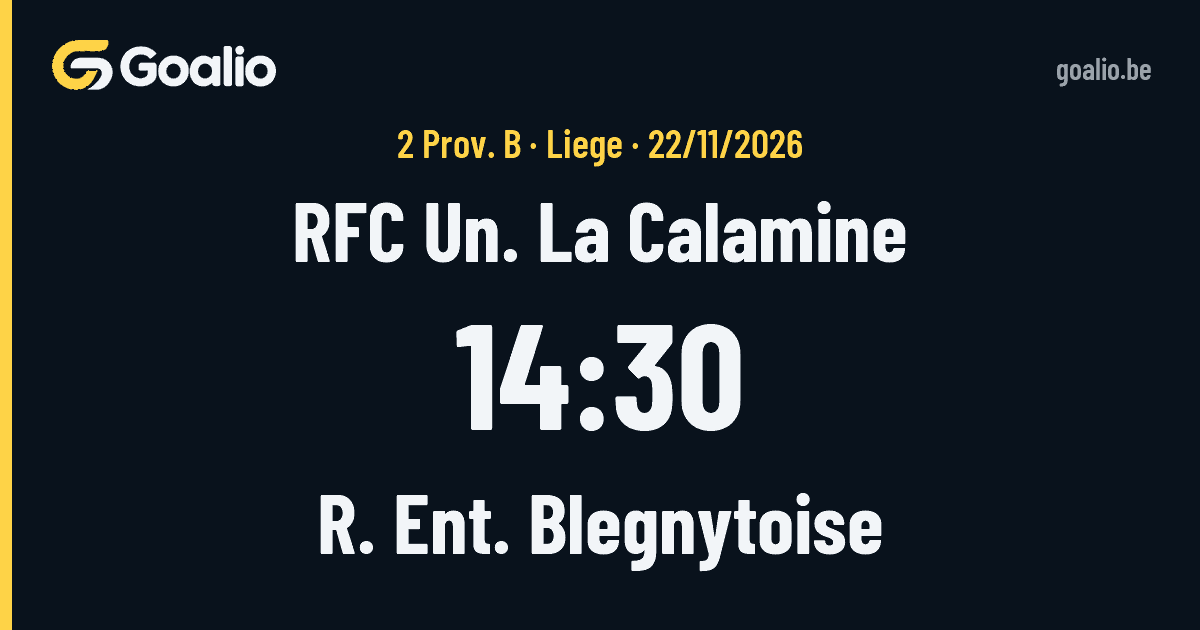 Goalio
goalio.be
2 Prov. B · Liege · 22/11/2026
RFC Un. La Calamine
14:30
R. Ent. Blegnytoise